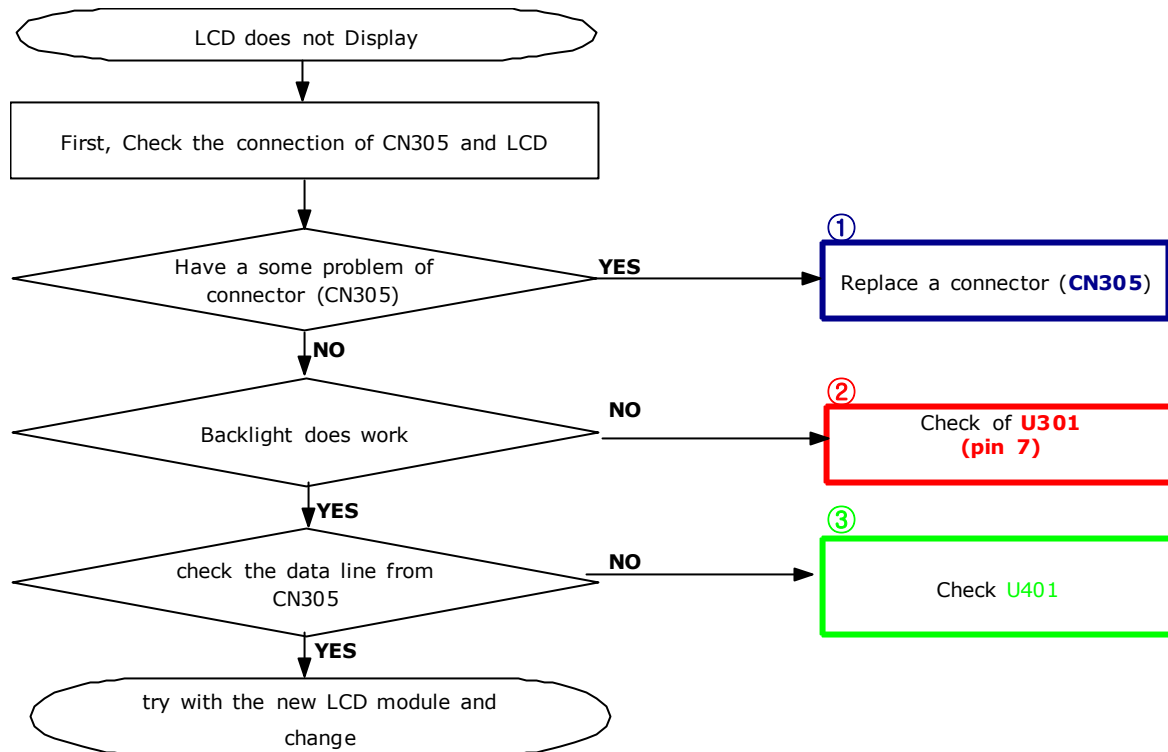 LCD does not Display
First, Check the connection of CN305 and LCD
①
Have a some problem of
connector (CN305)
YES
Replace a connector (CN305)
NO
②
Backlight does work
NO
Check of U301
(pin 7)
YES
③
check the data line from
CN305
NO
Check U401
YES
try with the new LCD module and
change